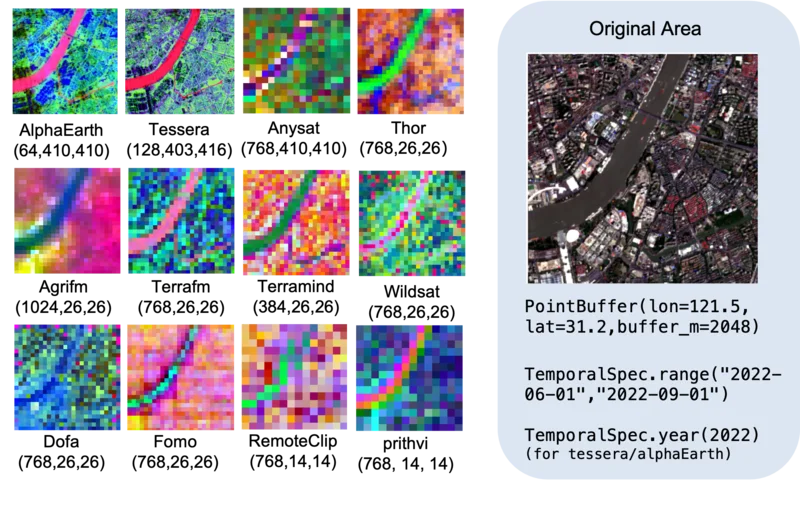 Original Area
AlphaEarth
(64,410,410)
Tessera
(128,403,416)
Anysat
(768,410,410)
Thor
(768,26,26)
Agrifm
(1024,26,26)
Terrafm
(768,26,26)
Terramind
(384,26,26)
Wildsat
(768,26,26)
Dofa
(768,26,26)
Fomo
(768,26,26)
RemoteClip
(768,14,14)
prithvi
(768, 14, 14)
PointBuffer(lon=121.5,
lat=31.2,buffer_m=2048)
TemporalSpec.range("2022-
06-01","2022-09-01")
TemporalSpec.year(2022)
(for tessera/alphaEarth)